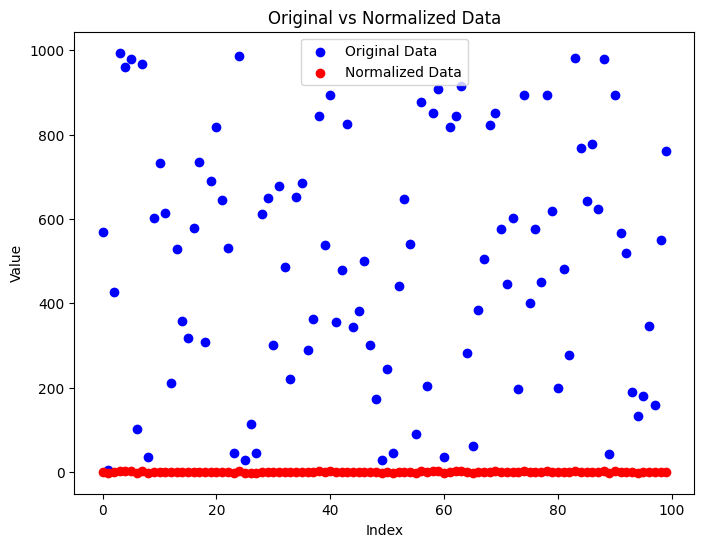 Original vs Normalized Data
Original Data
Normalized Data
1000
800
600
400
200
0
Value
0
20
40
60
80
100
Index